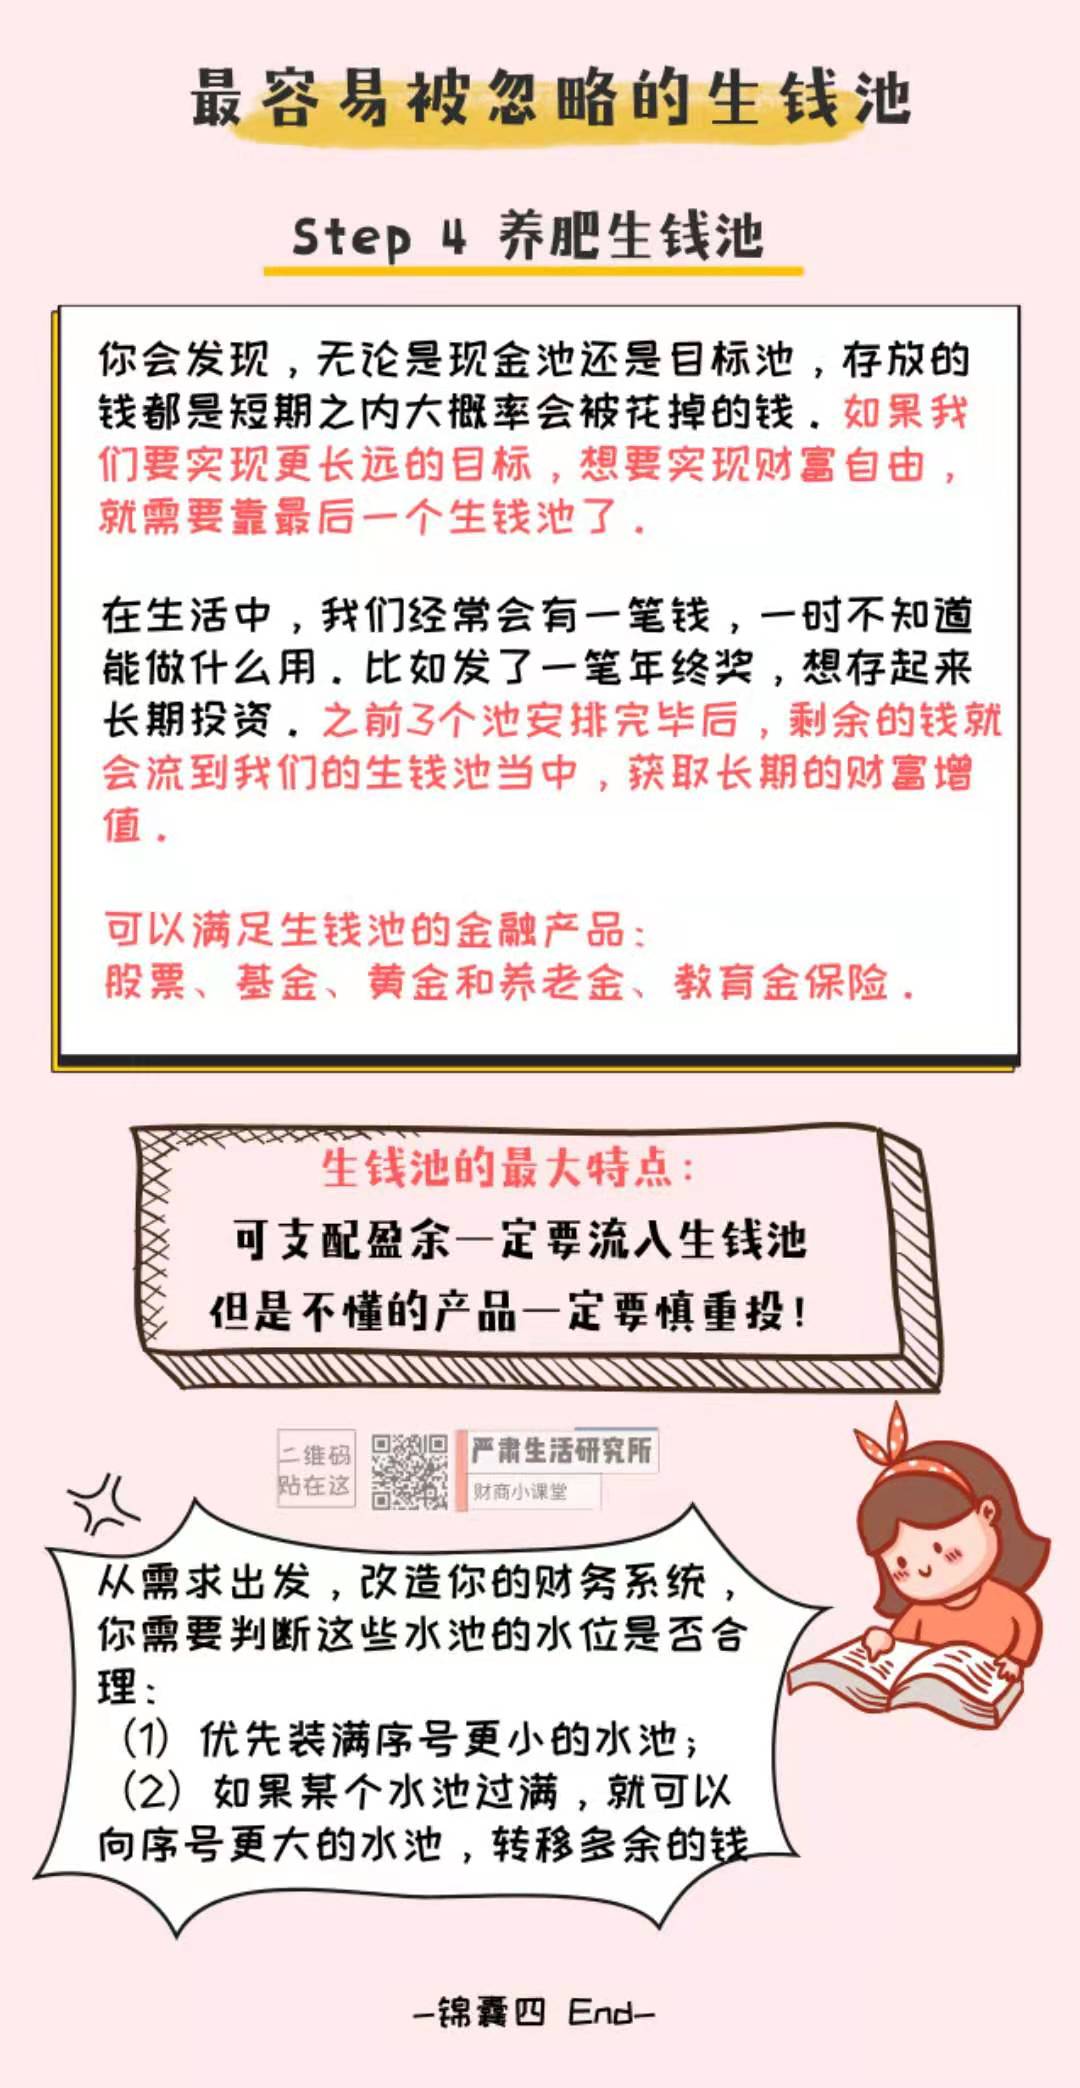 最容易被忽略的生钱池
Step 4 养肥生钱池
你会发现，无论是现金池还是目标池，存放的
钱都是短期之内大概率会被花掉的钱．如果我
们要实现更长远的目标，想要实现财富自由，
就需要靠最后一个生钱池了．
在生活中，我们经常会有一笔钱，一时不知道
能做什么用．比如发了一笔年终奖，想存起来
长期投资．之前3个池安排完毕后，剩余的钱就
会流到我们的生钱池当中，获取长期的财富增
值．
可以满足生钱池的金融产品：
股票、基金、黄金和养老金、教育金保险．
生钱池的最大特点：
可支配盈余一定要流入生钱池
但是不懂的产品一定要慎重投！
二维码
贴在这
严肃生活研究所
财商小课堂
从需求出发，改造你的财务系统，
你需要判断这些水池的水位是否合
理：
（1）优先装满序号更小的水池；
（2）如果某个水池过满，就可以
向序号更大的水池，转移多余的钱
—锦囊四 End—